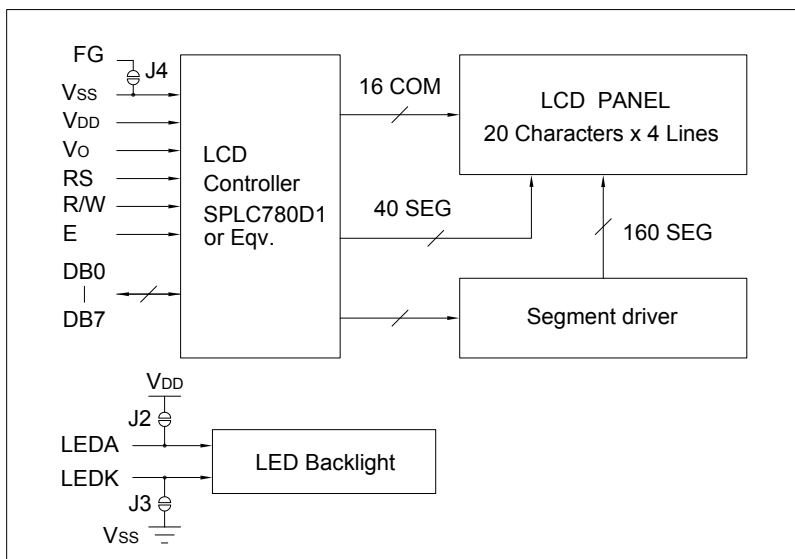 FG
J4
VSS
VDD
VO
RS
R/W
E
DB0
DB7
LCD
Controller
SPLC780D1
or Eqv.
16 COM
40 SEG
LCD PANEL
20 Characters x 4 Lines
160 SEG
Segment driver
VDD
J2
LEDA
LEDK
J3
VSS
LED Backlight